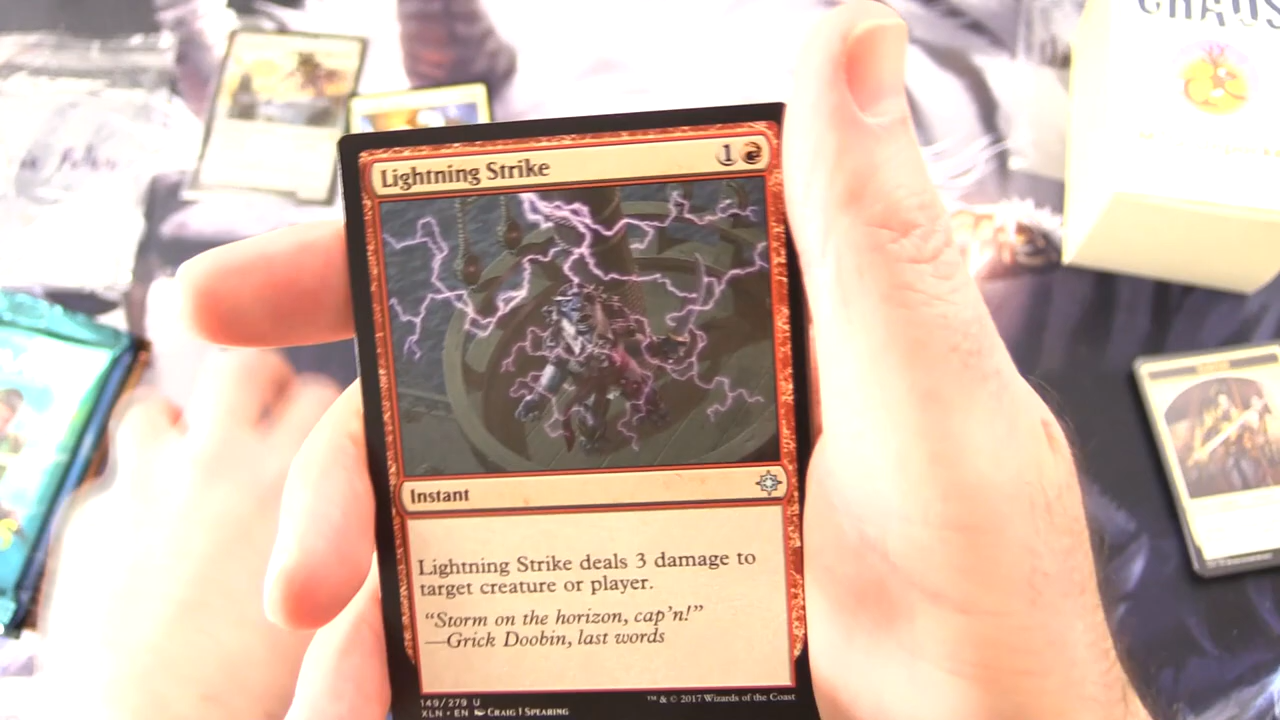 CHAOS
Lightning Strike
1
Instant
Lightning Strike deals 3 damage to
target creature or player.
“Storm on the horizon, cap’n!”
—Grick Doobin, last words
149/279 U
XLN • EN Craig J Spearing
™ & © 2017 Wizards of the Coast